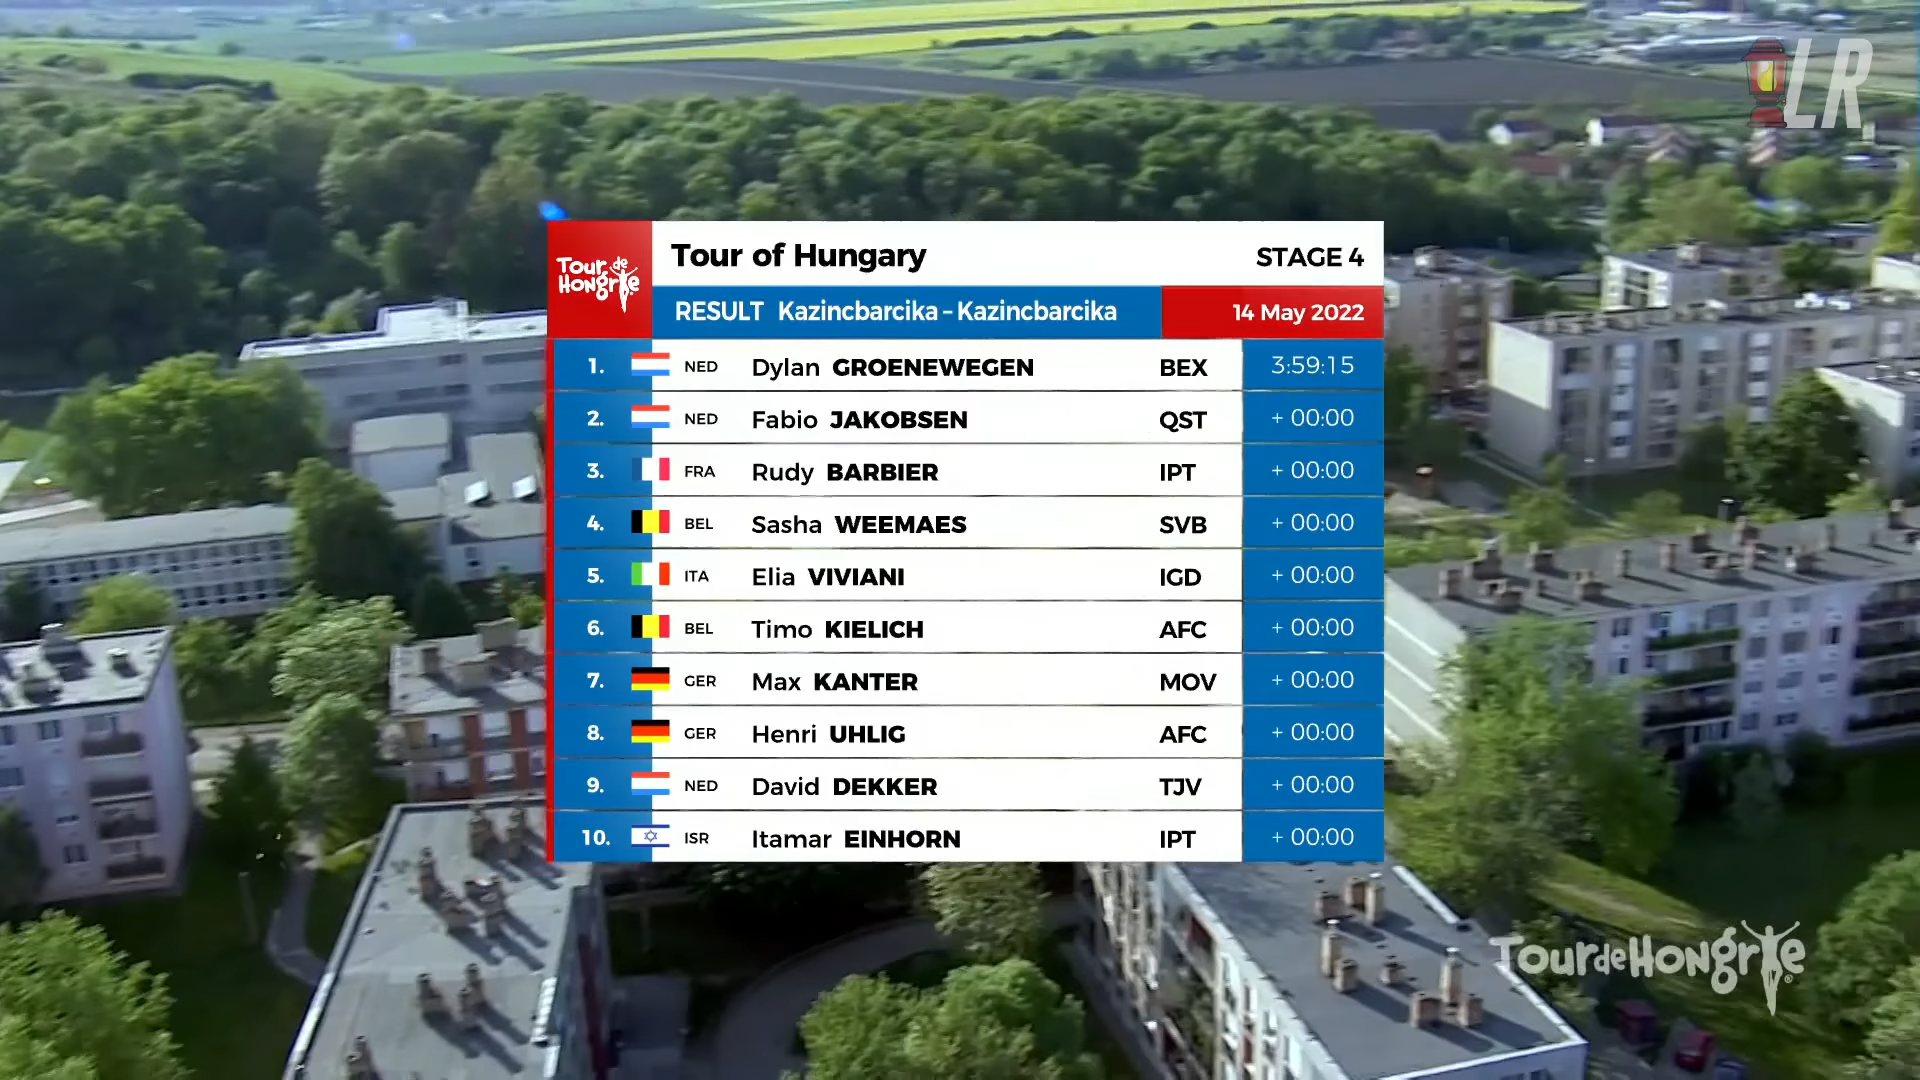 LR
Tour de Hongrie
Tour of Hungary STAGE 4
RESULT Kazincbarcika – Kazincbarcika 14 May 2022
1. NED Dylan GROENEWEGEN BEX 3:59:15
2. NED Fabio JAKOBSEN QST + 00:00
3. FRA Rudy BARBIER IPT + 00:00
4. BEL Sasha WEEMAES SVB + 00:00
5. ITA Elia VIVIANI IGD + 00:00
6. BEL Timo KIELICH AFC + 00:00
7. GER Max KANTER MOV + 00:00
8. GER Henri UHLIG AFC + 00:00
9. NED David DEKKER TJV + 00:00
10. ISR Itamar EINHORN IPT + 00:00
Tour de Hongrie